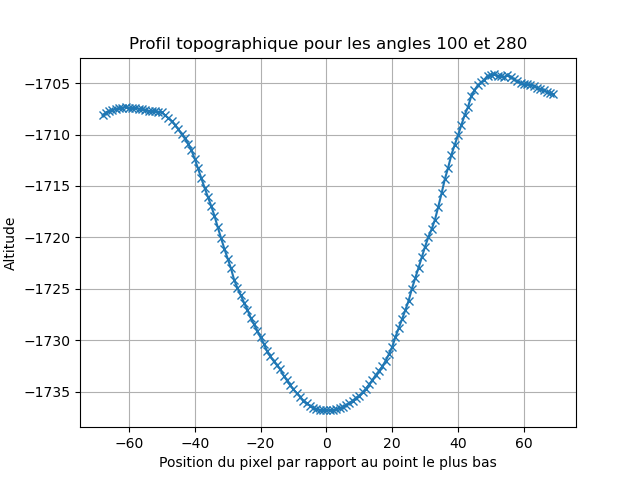 Profil topographique pour les angles 100 et 280
−1705
−1710
−1715
−1720
−1725
−1730
−1735
Altitude
−60 −40 −20 0 20 40 60
Position du pixel par rapport au point le plus bas